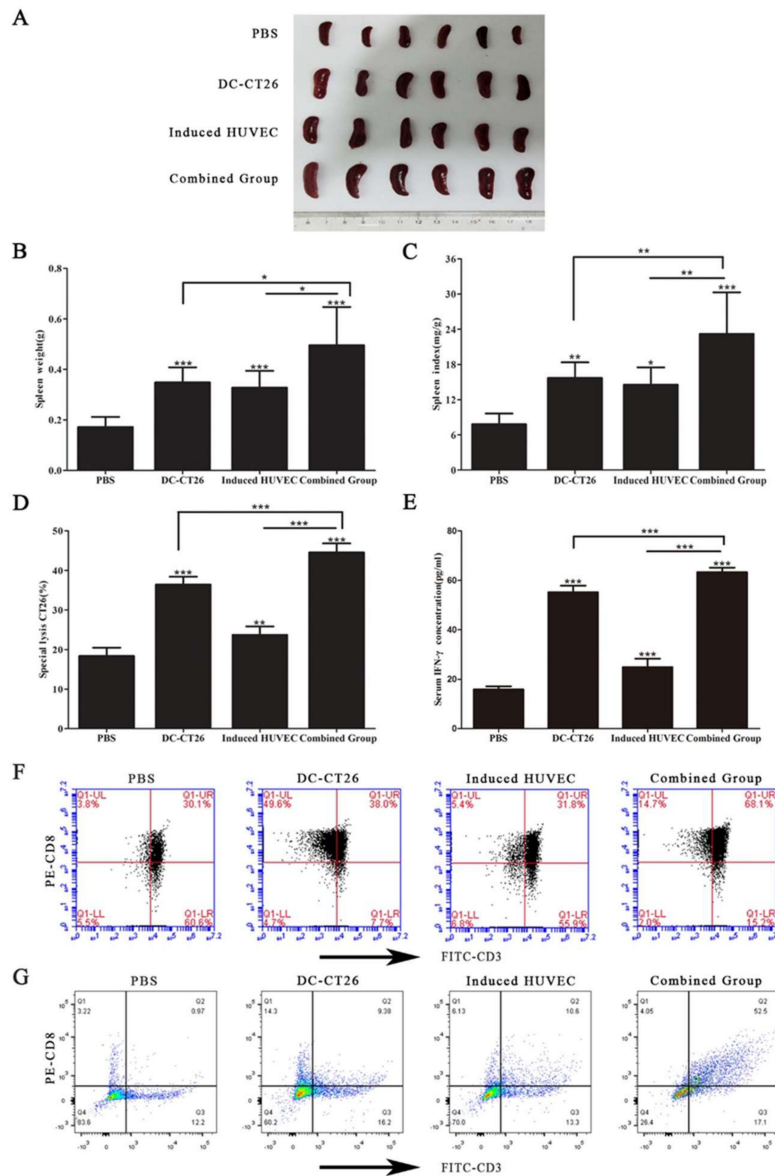 A
PBS
DC-CT26
Induced HUVEC
Combined Group
B
Spleen weight(g)
0.8
0.6
0.4
0.2
0.0
PBS DC-CT26 Induced HUVEC Combined Group
*
*
*** *** ***
C
Spleen index(mg/g)
36
30
24
18
12
6
0
PBS DC-CT26 Induced HUVEC Combined Group
**
**
** * ***
D
Special lysis CT26(%)
50
40
30
20
10
0
PBS DC-CT26 Induced HUVEC Combined Group
***
***
*** ** ***
E
Serum IFN-γ concentration(pg/ml)
80
60
40
20
0
PBS DC-CT26 Induced HUVEC Combined Group
***
***
*** *** ***
F
PBS DC-CT26 Induced HUVEC Combined Group
PE-CD8
Q1-UL Q1-UR
3.8% 30.1%
Q1-LL Q1-LR
5.5% 60.6%
Q1-UL Q1-UR
49.6% 38.0%
Q1-LL Q1-LR
4.7% 7.7%
Q1-UL Q1-UR
5.4% 31.8%
Q1-LL Q1-LR
6.8% 55.9%
Q1-UL Q1-UR
14.7% 68.1%
Q1-LL Q1-LR
2.0% 15.2%
FITC-CD3
G
PBS DC-CT26 Induced HUVEC Combined Group
PE-CD8
Q1 Q2
3.22 0.97
Q4 Q3
83.6 12.2
Q1 Q2
14.3 9.38
Q4 Q3
60.2 16.2
Q1 Q2
6.13 10.6
Q4 Q3
70.0 13.3
Q1 Q2
4.05 52.5
Q4 Q3
26.4 17.1
FITC-CD3